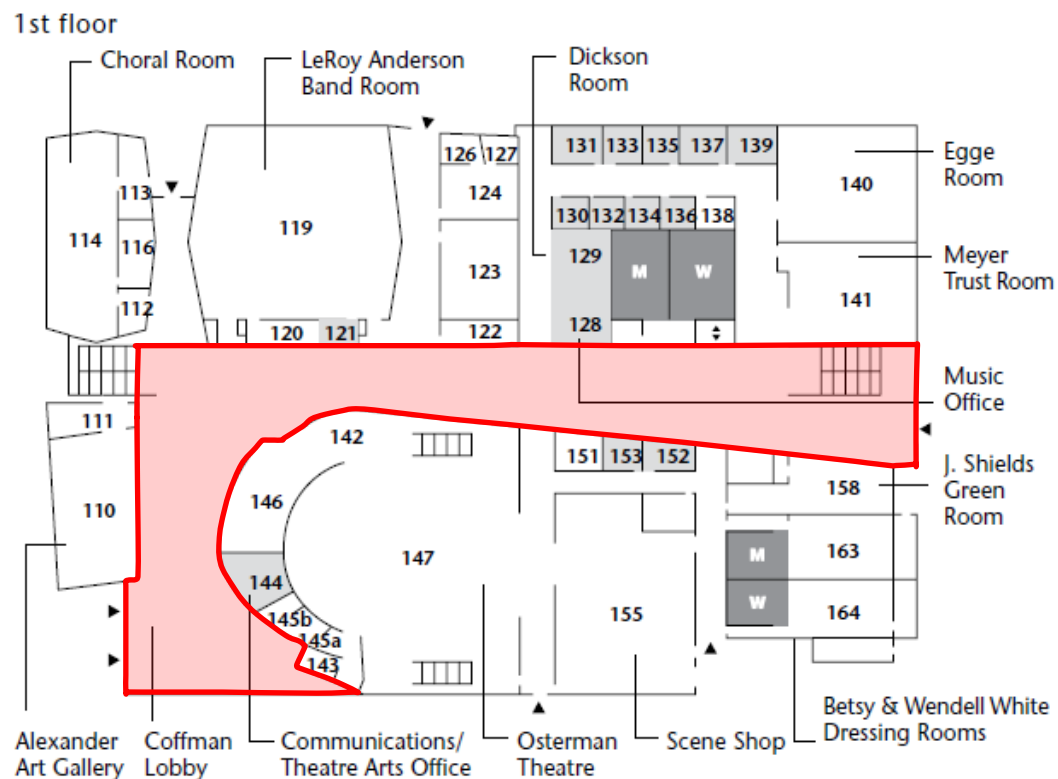 1st floor
Choral Room
LeRoy Anderson
Band Room
Dickson
Room
131 133 135 137 139
126 127
Egge
Room
140
113
124
130 132 134 136 138
114
119
116
129
M W
Meyer
Trust Room
123
141
112
128
120 121
122
Music
Office
111
142
151 153 152
J. Shields
Green
Room
158
146
110
147
M
163
144
W
164
145b
155
145a
143
Alexander
Art Gallery
Coffman
Lobby
Communications/
Theatre Arts Office
Osterman
Theatre
Scene Shop
Betsy & Wendell White
Dressing Rooms